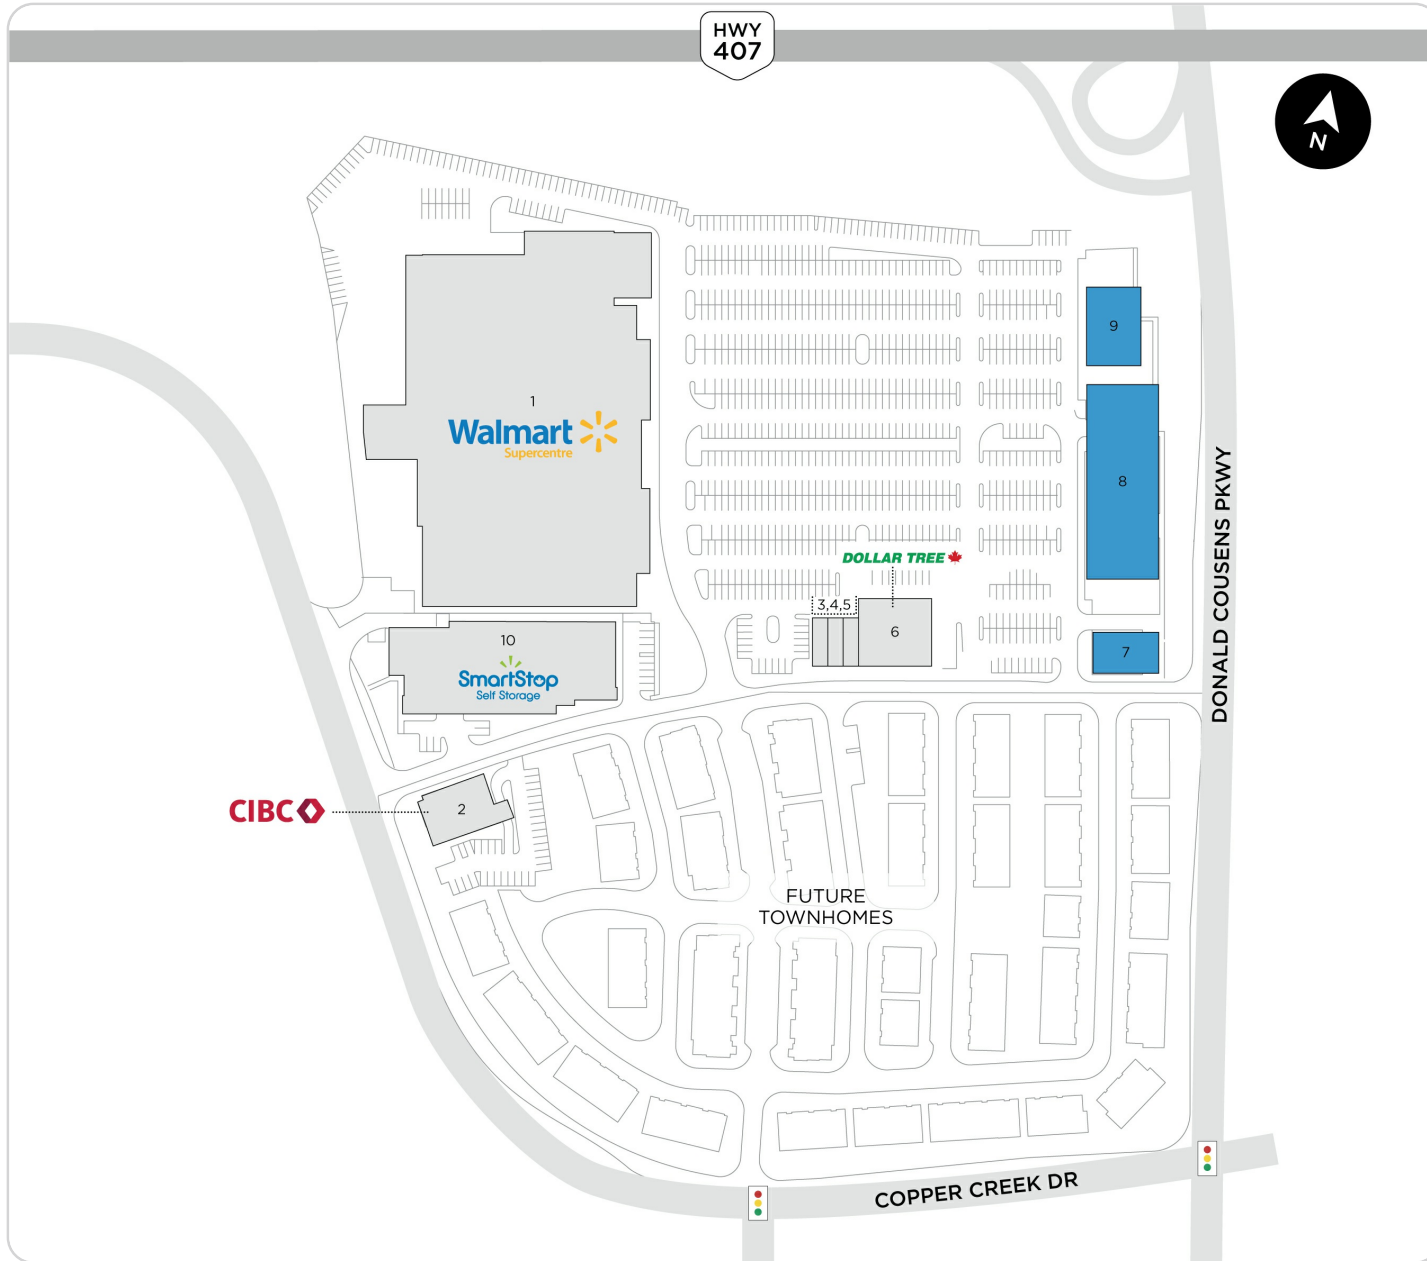 HWY
407
N
9
1
Walmart
Supercentre
8
DONALD COUSENS PKWY
DOLLAR TREE
3,4,5
6
7
10
SmartStop
Self Storage
CIBC
2
FUTURE
TOWNHOMES
COPPER CREEK DR